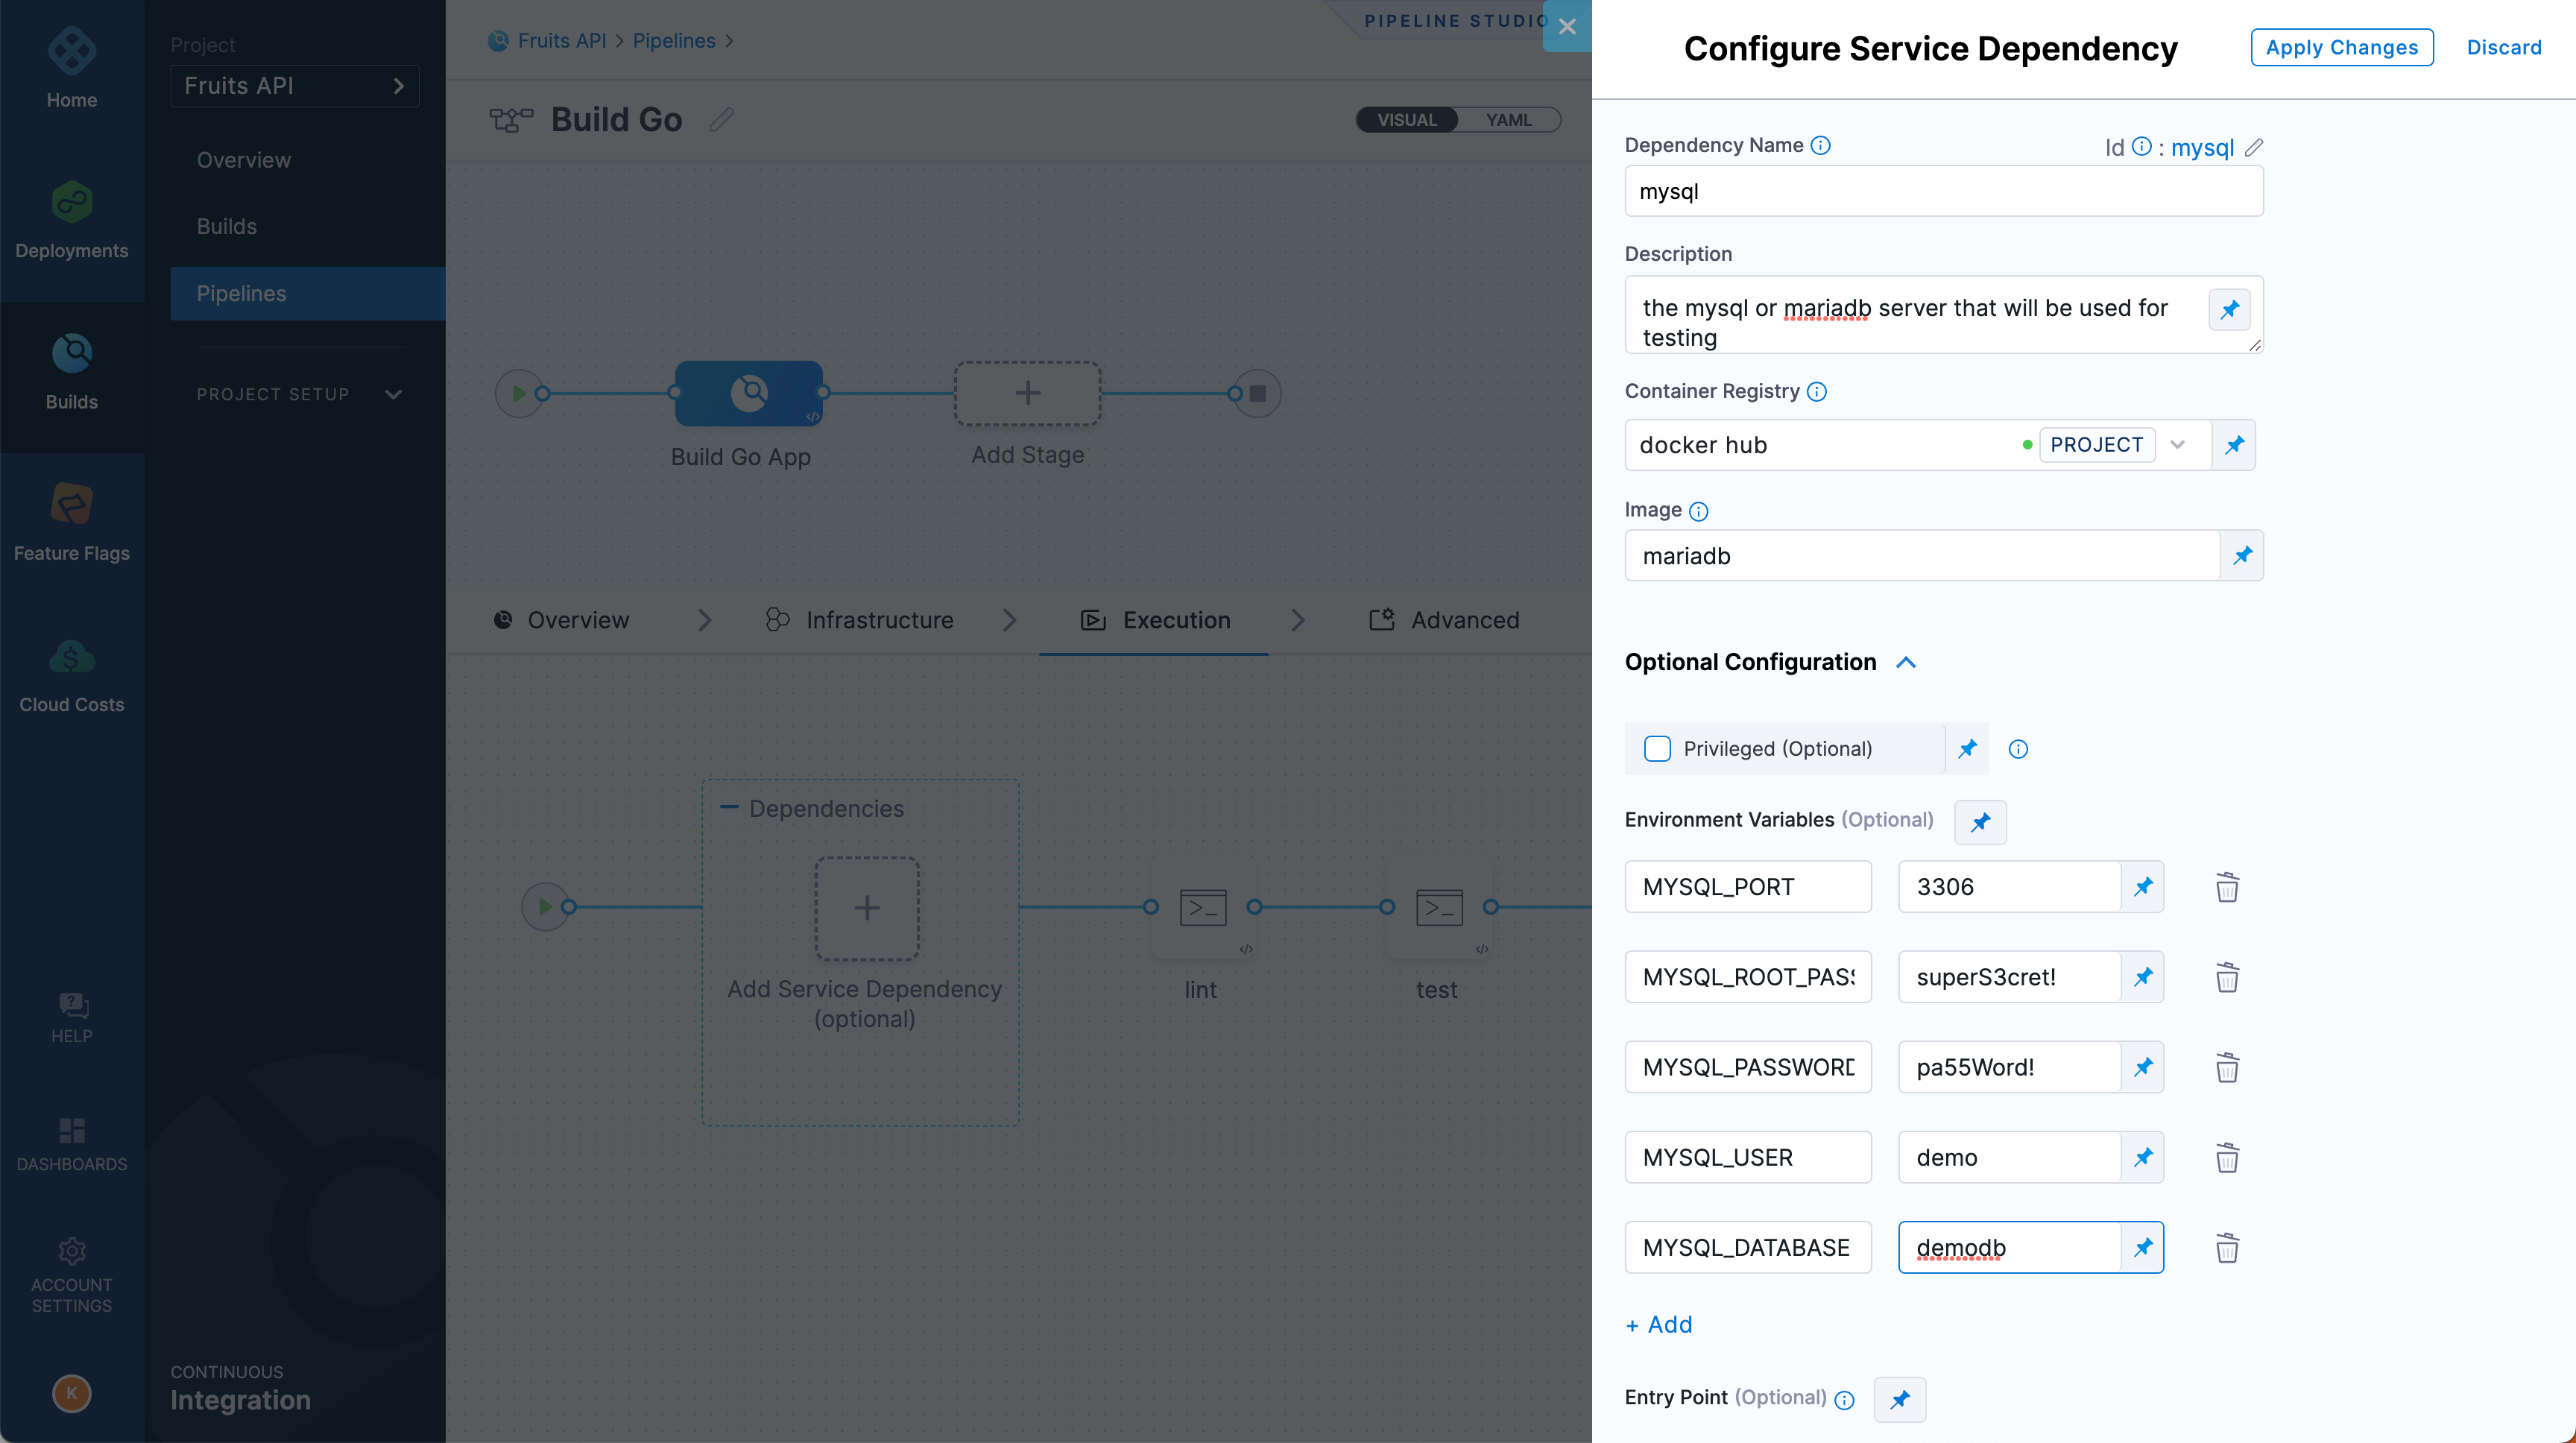 Home
Deployments
Builds
Feature Flags
Cloud Costs
HELP
DASHBOARDS
ACCOUNT
SETTINGS
K
Project
Fruits API
Overview
Builds
Pipelines
PROJECT SETUP
CONTINUOUS
Integration
Fruits API > Pipelines >
PIPELINE STUDIO
Build Go
VISUAL
YAML
Build Go App
Add Stage
Overview
Infrastructure
Execution
Advanced
Dependencies
Add Service Dependency
(optional)
lint
test
Configure Service Dependency
Apply Changes
Discard
Dependency Name
Id : mysql
mysql
Description
the mysql or mariadb server that will be used for
testing
Container Registry
docker hub
PROJECT
Image
mariadb
Optional Configuration
Privileged (Optional)
Environment Variables (Optional)
MYSQL_PORT
3306
MYSQL_ROOT_PASS
superS3cret!
MYSQL_PASSWORD
pa55Word!
MYSQL_USER
demo
MYSQL_DATABASE
demodb
+ Add
Entry Point (Optional)